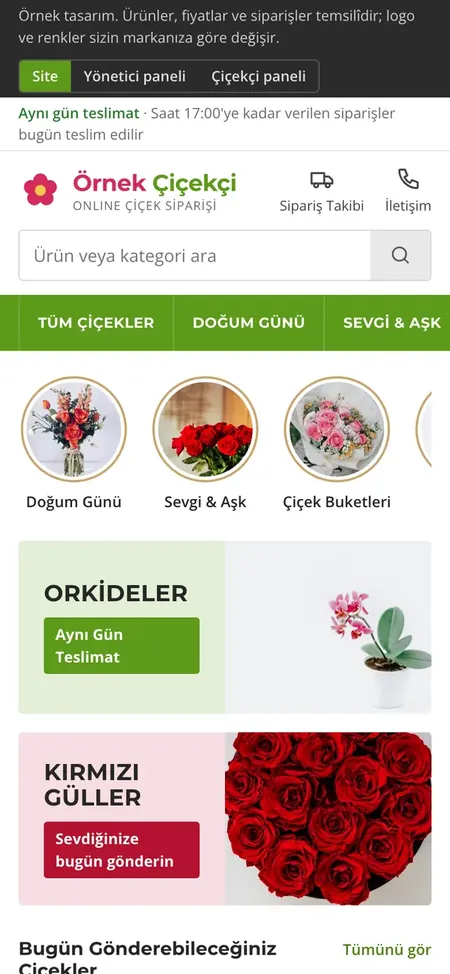 Örnek tasarım. Ürünler, fiyatlar ve siparişler temsilîdir; logo
ve renkler sizin markanıza göre değişir.
Site Yönetici paneli Çiçekçi paneli
Aynı gün teslimat · Saat 17:00'ye kadar verilen siparişler
bugün teslim edilir
Örnek Çiçekçi
ONLINE ÇİÇEK SİPARİŞİ
Sipariş Takibi İletişim
Ürün veya kategori ara
TÜM ÇİÇEKLER DOĞUM GÜNÜ SEVGİ & AŞK
Doğum Günü Sevgi & Aşk Çiçek Buketleri
ORKİDELER
Aynı Gün
Teslimat
KIRMIZI
GÜLLER
Sevdiğinize
bugün gönderin
Bugün Gönderebileceğiniz
Çiçekler
Tümünü gör